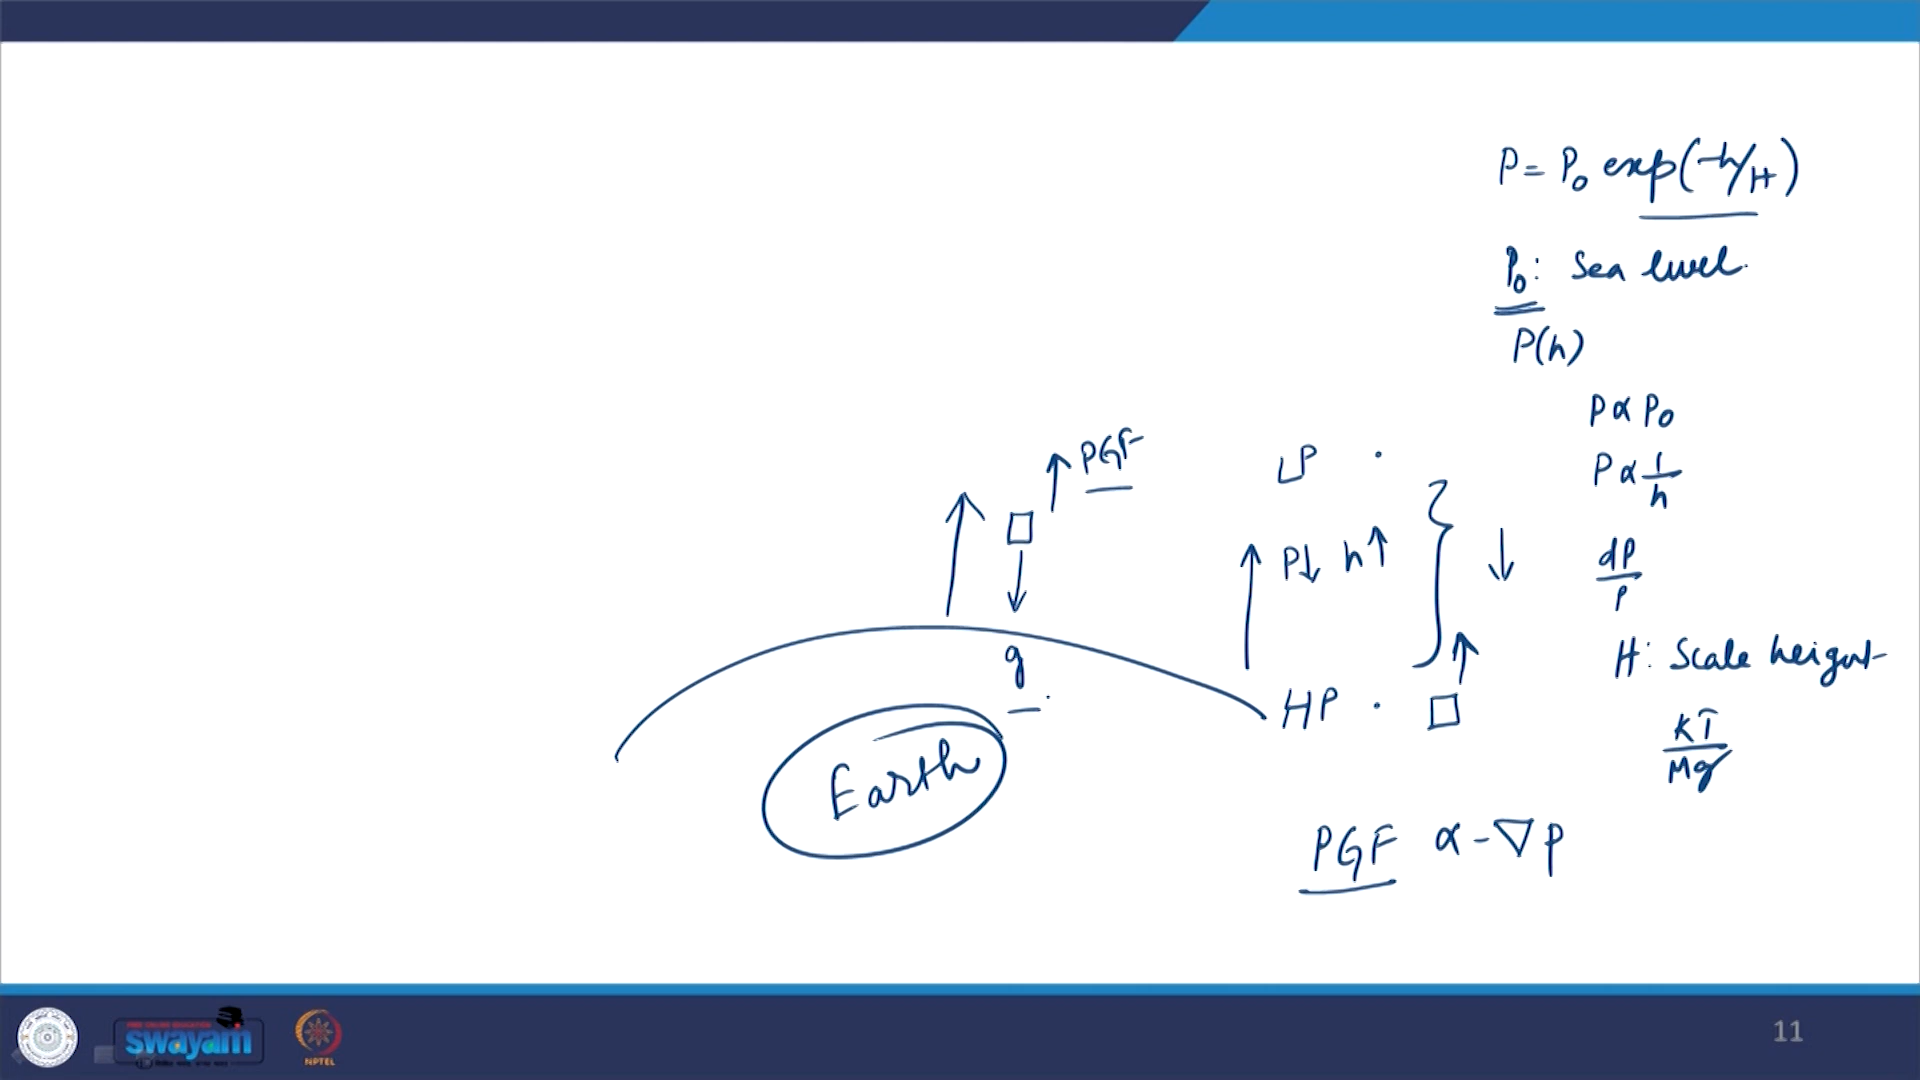 P = P₀ exp(-h/H)
P₀ : Sea level.
P(h)
P ∝ P₀
P ∝ 1/h
dP/P
H : Scale height
KT/Mg
PGF
LP
P↓ h↑
HP
g
Earth
PGF ∝ -∇P
swayam
NPTEL
11